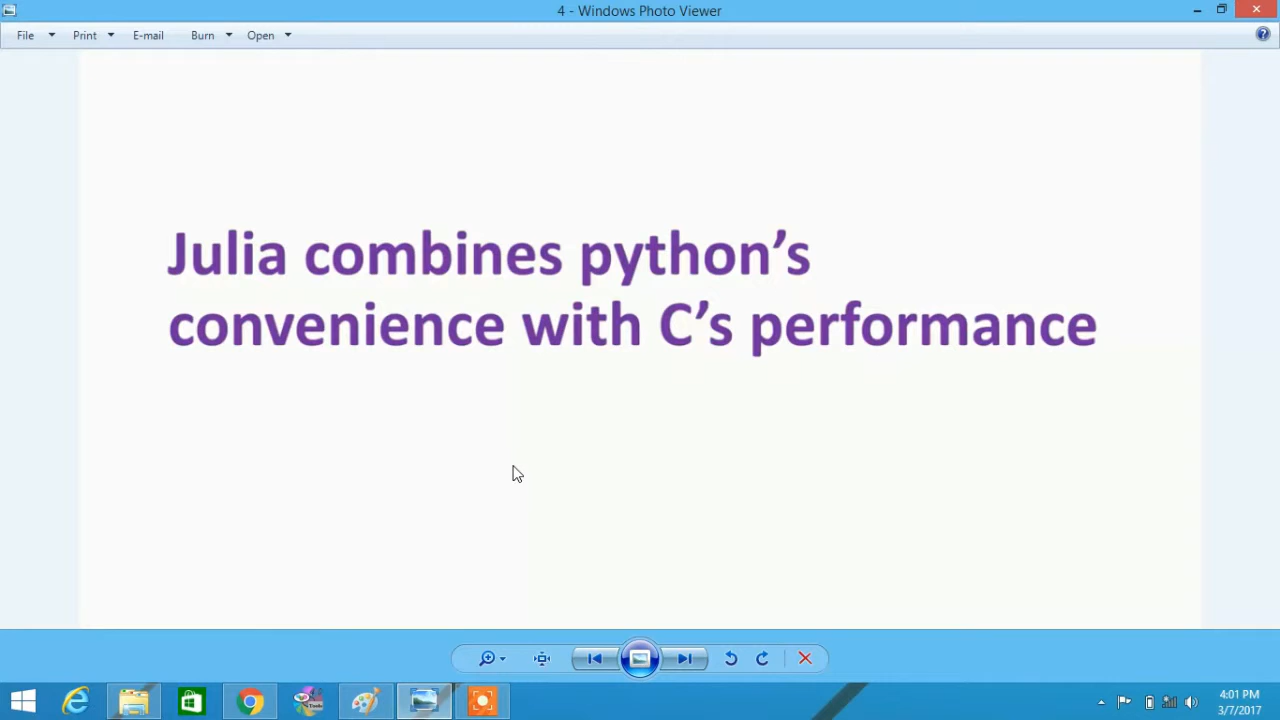 4 - Windows Photo Viewer
File Print E-mail Burn Open
Julia combines python’s
convenience with C’s performance
Tools
4:01 PM
3/7/2017